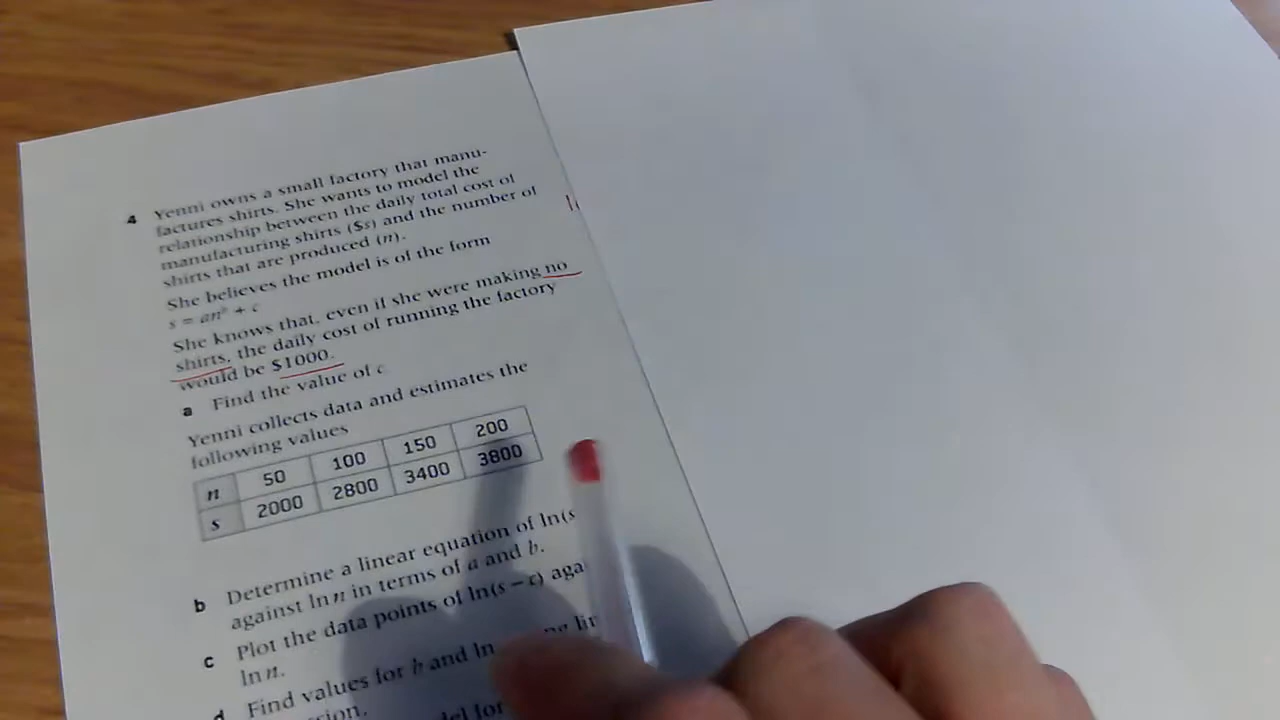 4 Yenni owns a small factory that manu-
factures shirts. She wants to model the
relationship between the daily total cost of
manufacturing shirts ($s) and the number of
shirts that are produced (n).
She believes the model is of the form
s = anᵇ + c
She knows that, even if she were making no
shirts, the daily cost of running the factory
would be $1000.
a Find the value of c.
Yenni collects data and estimates the
following values
n 50 100 150 200
s 2000 2800 3400 3800
b Determine a linear equation of ln(s
against ln n in terms of a and b.
c Plot the data points of ln(s − c) aga
ln n.
d Find values for b and ln